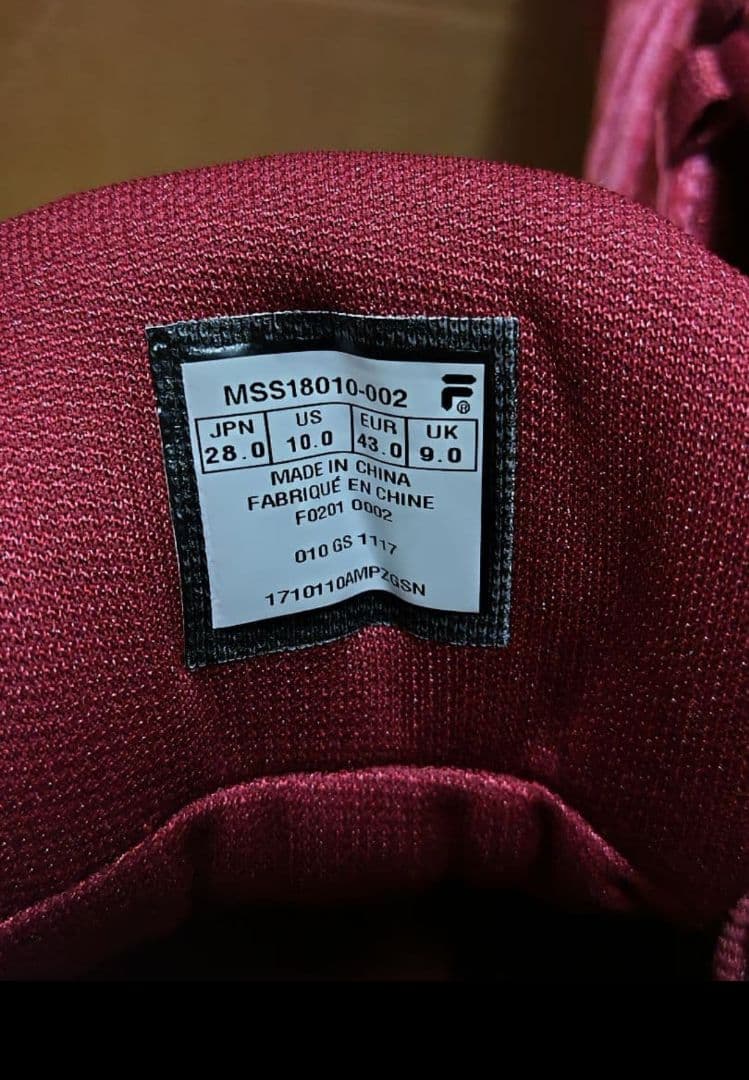 MSS18010-002 F®
JPN US EUR UK
28.0 10.0 43.0 9.0
MADE IN CHINA
FABRIQUÉ EN CHINE
F0201 0002
010 GS 1117
1710110AMPZGSN